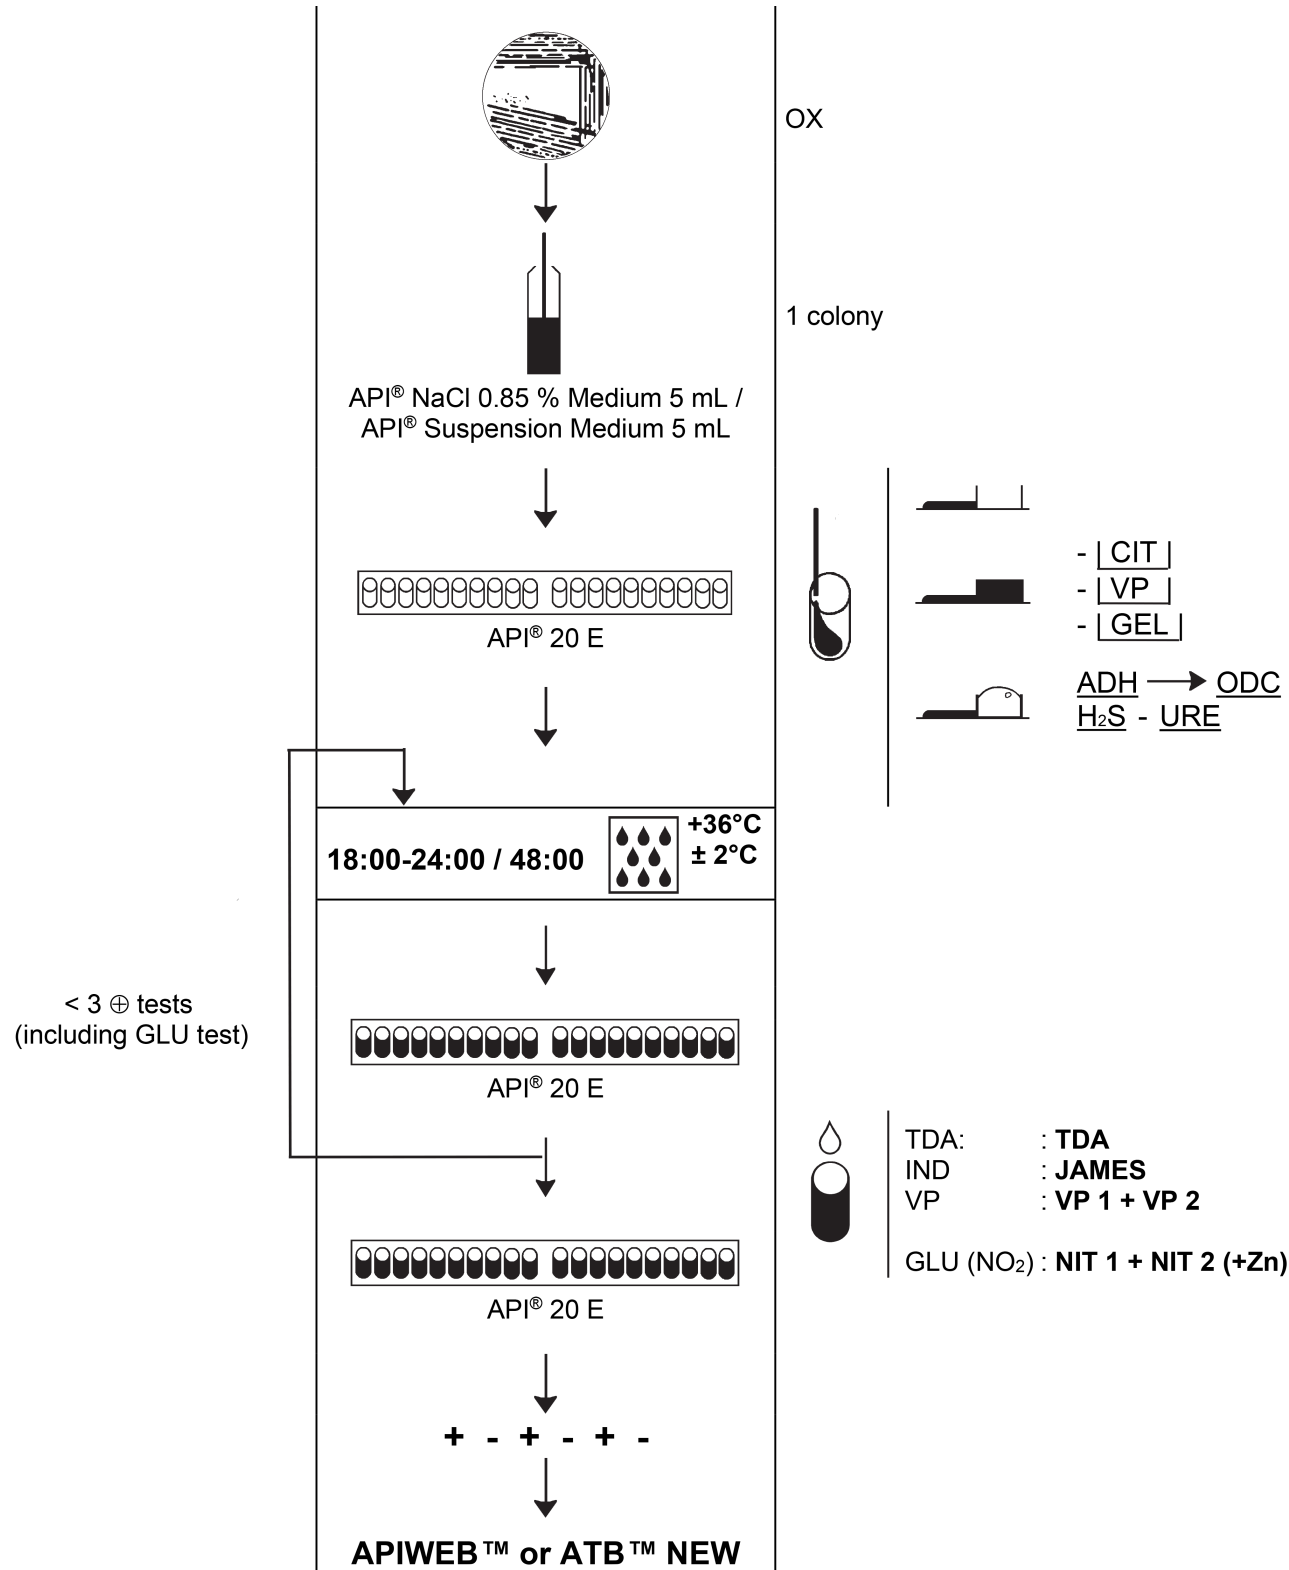 OX
1 colony
API® NaCl 0.85 % Medium 5 mL /
API® Suspension Medium 5 mL
API® 20 E
- | CIT |
- | VP |
- | GEL |
ADH → ODC
H₂S - URE
18:00-24:00 / 48:00
+36°C
± 2°C
< 3 ⊕ tests
(including GLU test)
API® 20 E
TDA: : TDA
IND : JAMES
VP : VP 1 + VP 2
GLU (NO₂) : NIT 1 + NIT 2 (+Zn)
API® 20 E
+ - + - + -
APIWEB™ or ATB™ NEW